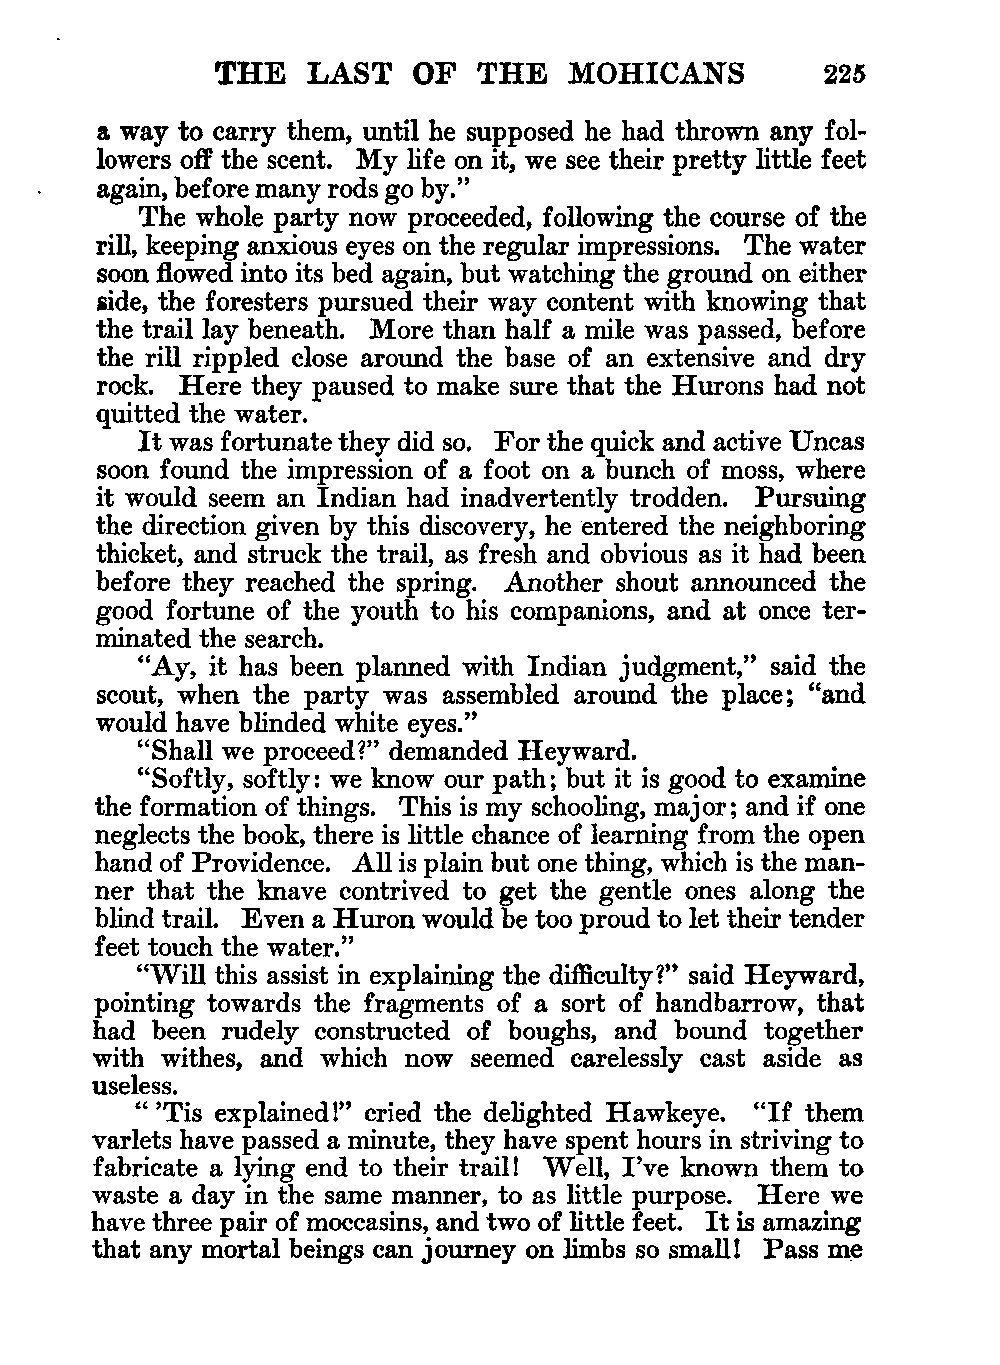 THE LAST OF THE MOHICANS 225
a way to carry them, until he supposed he had thrown any fol-
lowers off the scent. My life on it, we see their pretty little feet
again, before many rods go by.”
The whole party now proceeded, following the course of the
rill, keeping anxious eyes on the regular impressions. The water
soon flowed into its bed again, but watching the ground on either
side, the foresters pursued their way content with knowing that
the trail lay beneath. More than half a mile was passed, before
the rill rippled close around the base of an extensive and dry
rock. Here they paused to make sure that the Hurons had not
quitted the water.
It was fortunate they did so. For the quick and active Uncas
soon found the impression of a foot on a bunch of moss, where
it would seem an Indian had inadvertently trodden. Pursuing
the direction given by this discovery, he entered the neighboring
thicket, and struck the trail, as fresh and obvious as it had been
before they reached the spring. Another shout announced the
good fortune of the youth to his companions, and at once ter-
minated the search.
“Ay, it has been planned with Indian judgment,” said the
scout, when the party was assembled around the place; “and
would have blinded white eyes.”
“Shall we proceed?” demanded Heyward.
“Softly, softly: we know our path; but it is good to examine
the formation of things. This is my schooling, major; and if one
neglects the book, there is little chance of learning from the open
hand of Providence. All is plain but one thing, which is the man-
ner that the knave contrived to get the gentle ones along the
blind trail. Even a Huron would be too proud to let their tender
feet touch the water.”
“Will this assist in explaining the difficulty?” said Heyward,
pointing towards the fragments of a sort of handbarrow, that
had been rudely constructed of boughs, and bound together
with withes, and which now seemed carelessly cast aside as
useless.
“ ’Tis explained!” cried the delighted Hawkeye. “If them
varlets have passed a minute, they have spent hours in striving to
fabricate a lying end to their trail! Well, I’ve known them to
waste a day in the same manner, to as little purpose. Here we
have three pair of moccasins, and two of little feet. It is amazing
that any mortal beings can journey on limbs so small! Pass me